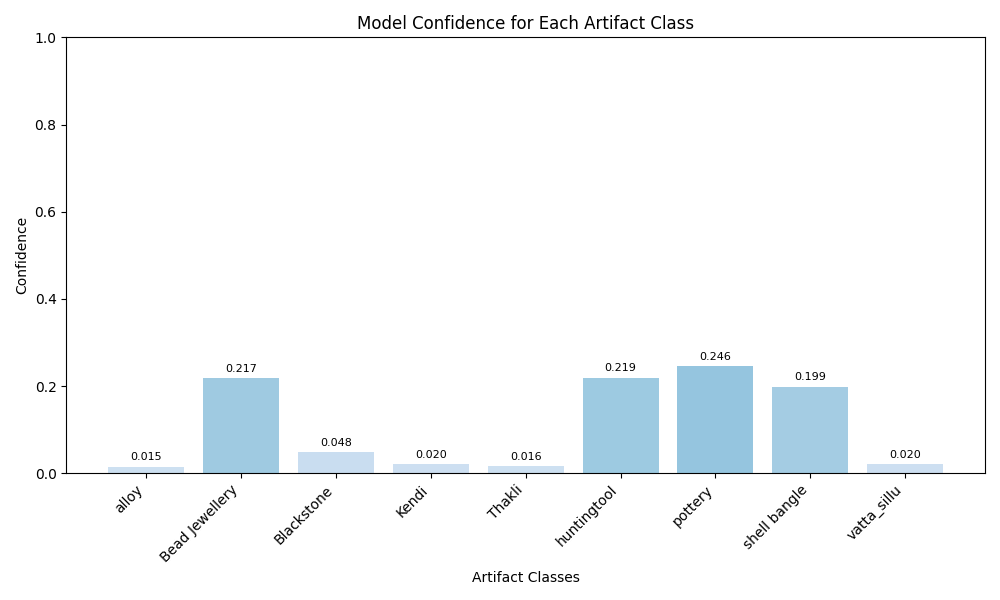 Model Confidence for Each Artifact Class
1.0
0.8
0.6
0.4
0.2
0.0
Confidence
0.015
0.217
0.048
0.020
0.016
0.219
0.246
0.199
0.020
alloy
Bead Jewellery
Blackstone
Kendi
Thakli
huntingtool
pottery
shell bangle
vatta_sillu
Artifact Classes